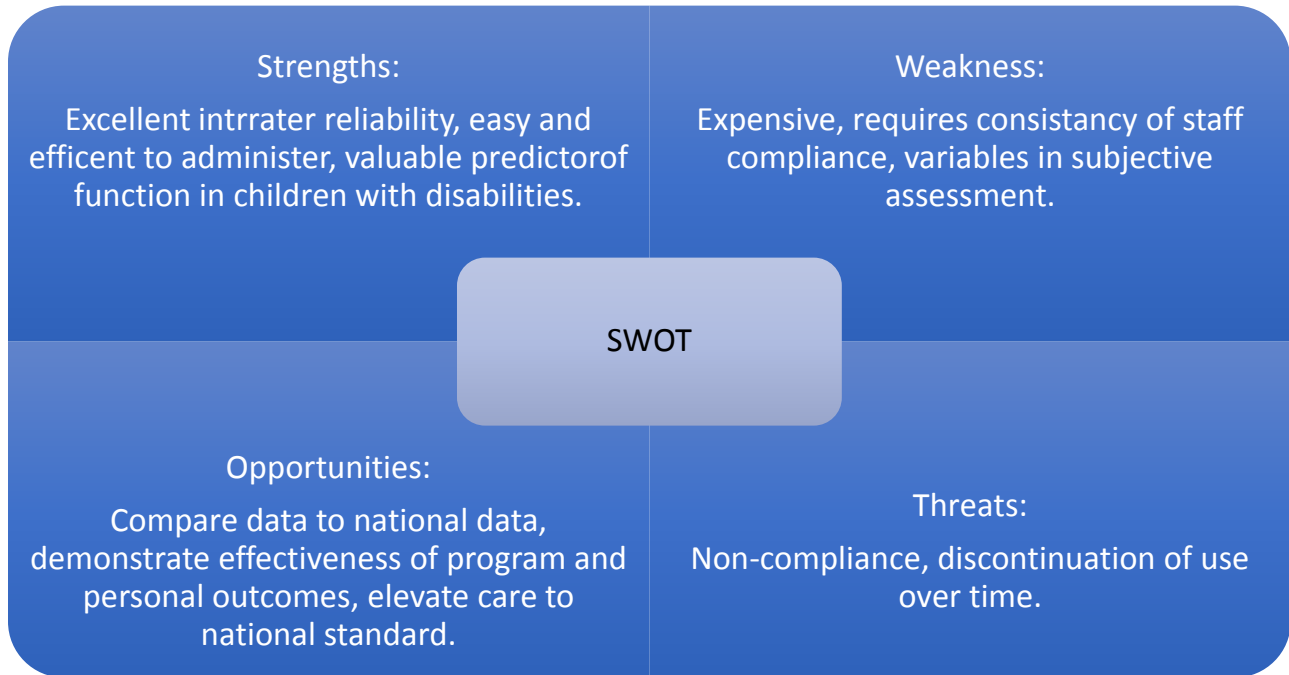 Strengths:
Excellent intrrater reliability, easy and
efficent to administer, valuable predictorof
function in children with disabilities.
Weakness:
Expensive, requires consistancy of staff
compliance, variables in subjective
assessment.
SWOT
Opportunities:
Compare data to national data,
demonstrate effectiveness of program and
personal outcomes, elevate care to
national standard.
Threats:
Non-compliance, discontinuation of use
over time.